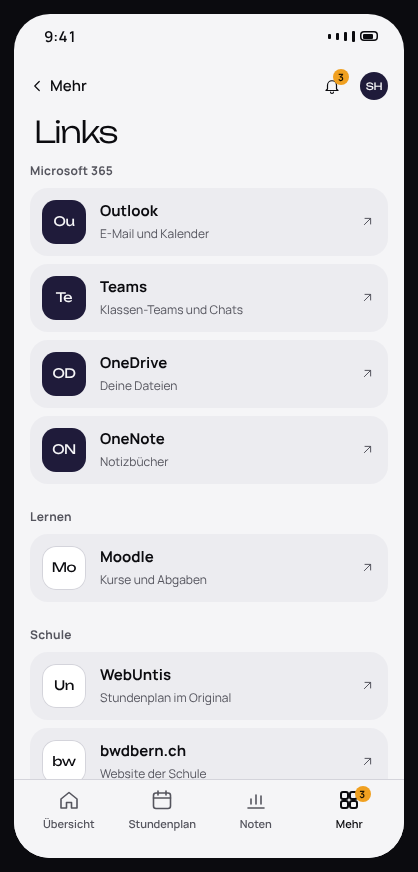 9:41
Mehr
3
SH
Links
Microsoft 365
Ou
Outlook
E-Mail und Kalender
Te
Teams
Klassen-Teams und Chats
OD
OneDrive
Deine Dateien
ON
OneNote
Notizbücher
Lernen
Mo
Moodle
Kurse und Abgaben
Schule
Un
WebUntis
Stundenplan im Original
bw
bwdbern.ch
Website der Schule
3
Übersicht
Stundenplan
Noten
Mehr